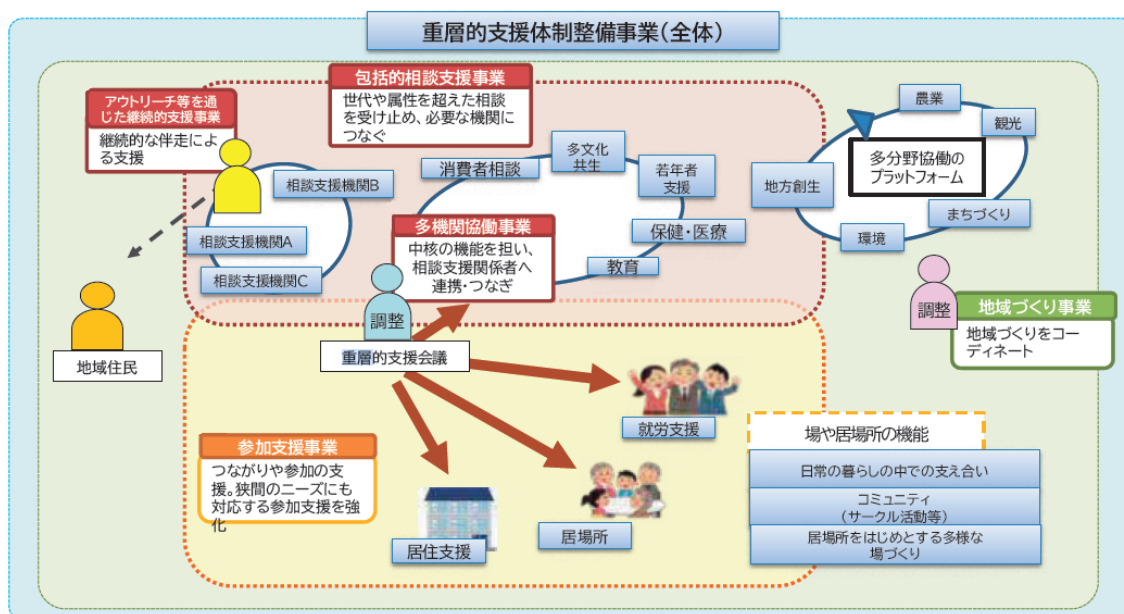 重層的支援体制整備事業(全体)
包括的相談支援事業
世代や属性を超えた相談
を受け止め、必要な機関に
つなぐ
アウトリーチ等を通
じた継続的支援事業
継続的な伴走によ
る支援
相談支援機関B
相談支援機関A
相談支援機関C
消費者相談
多文化
共生
若年者
支援
保健・医療
教育
多機関協働事業
中核の機能を担い、
相談支援関係者へ
連携・つなぎ
農業
観光
多分野協働の
プラットフォーム
地方創生
まちづくり
環境
調整
地域づくり事業
地域づくりをコー
ディネート
地域住民
調整
重層的支援会議
就労支援
居場所
居住支援
参加支援事業
つながりや参加の支
援。狭間のニーズにも
対応する参加支援を強
化
場や居場所の機能
日常の暮らしの中での支え合い
コミュニティ
(サークル活動等)
居場所をはじめとする多様な
場づくり